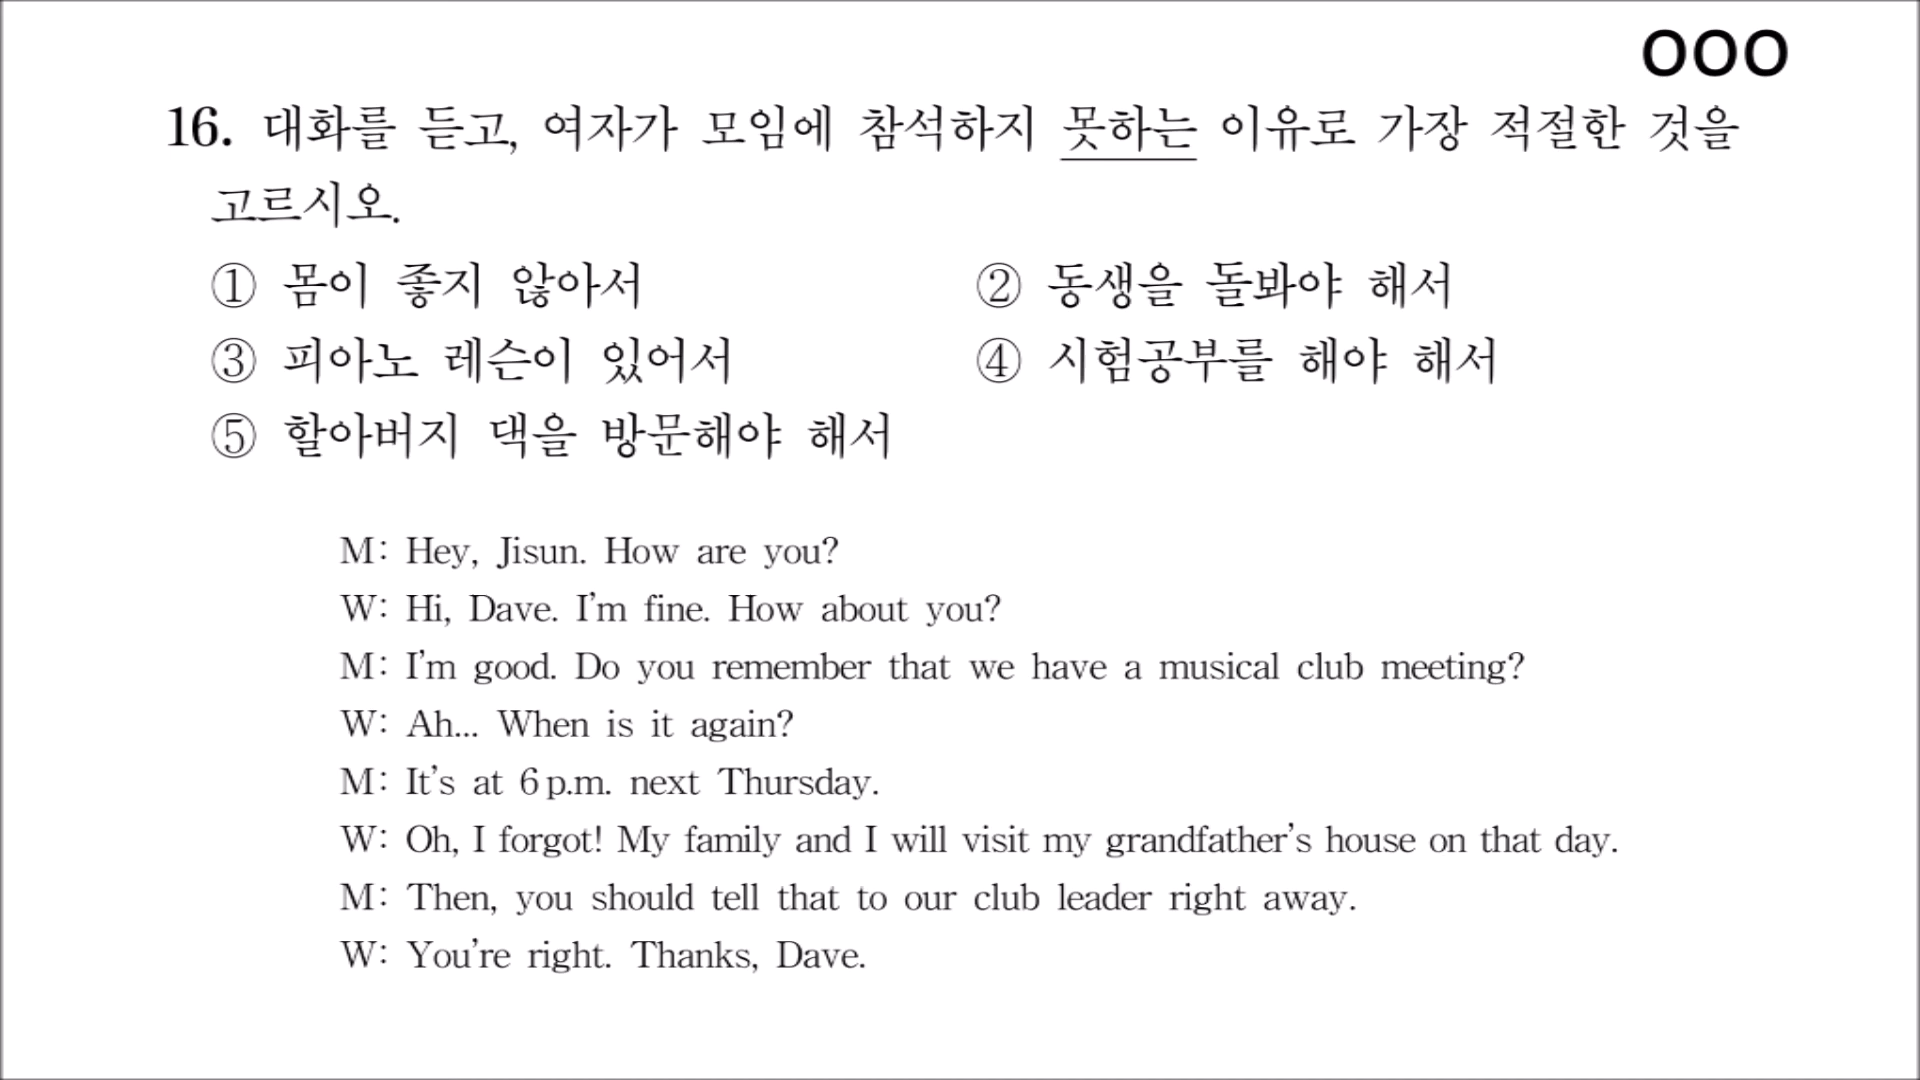 OOO
16. 대화를 듣고, 여자가 모임에 참석하지 못하는 이유로 가장 적절한 것을
고르시오.
① 몸이 좋지 않아서 ② 동생을 돌봐야 해서
③ 피아노 레슨이 있어서 ④ 시험공부를 해야 해서
⑤ 할아버지 댁을 방문해야 해서
M: Hey, Jisun. How are you?
W: Hi, Dave. I'm fine. How about you?
M: I'm good. Do you remember that we have a musical club meeting?
W: Ah... When is it again?
M: It's at 6 p.m. next Thursday.
W: Oh, I forgot! My family and I will visit my grandfather's house on that day.
M: Then, you should tell that to our club leader right away.
W: You're right. Thanks, Dave.